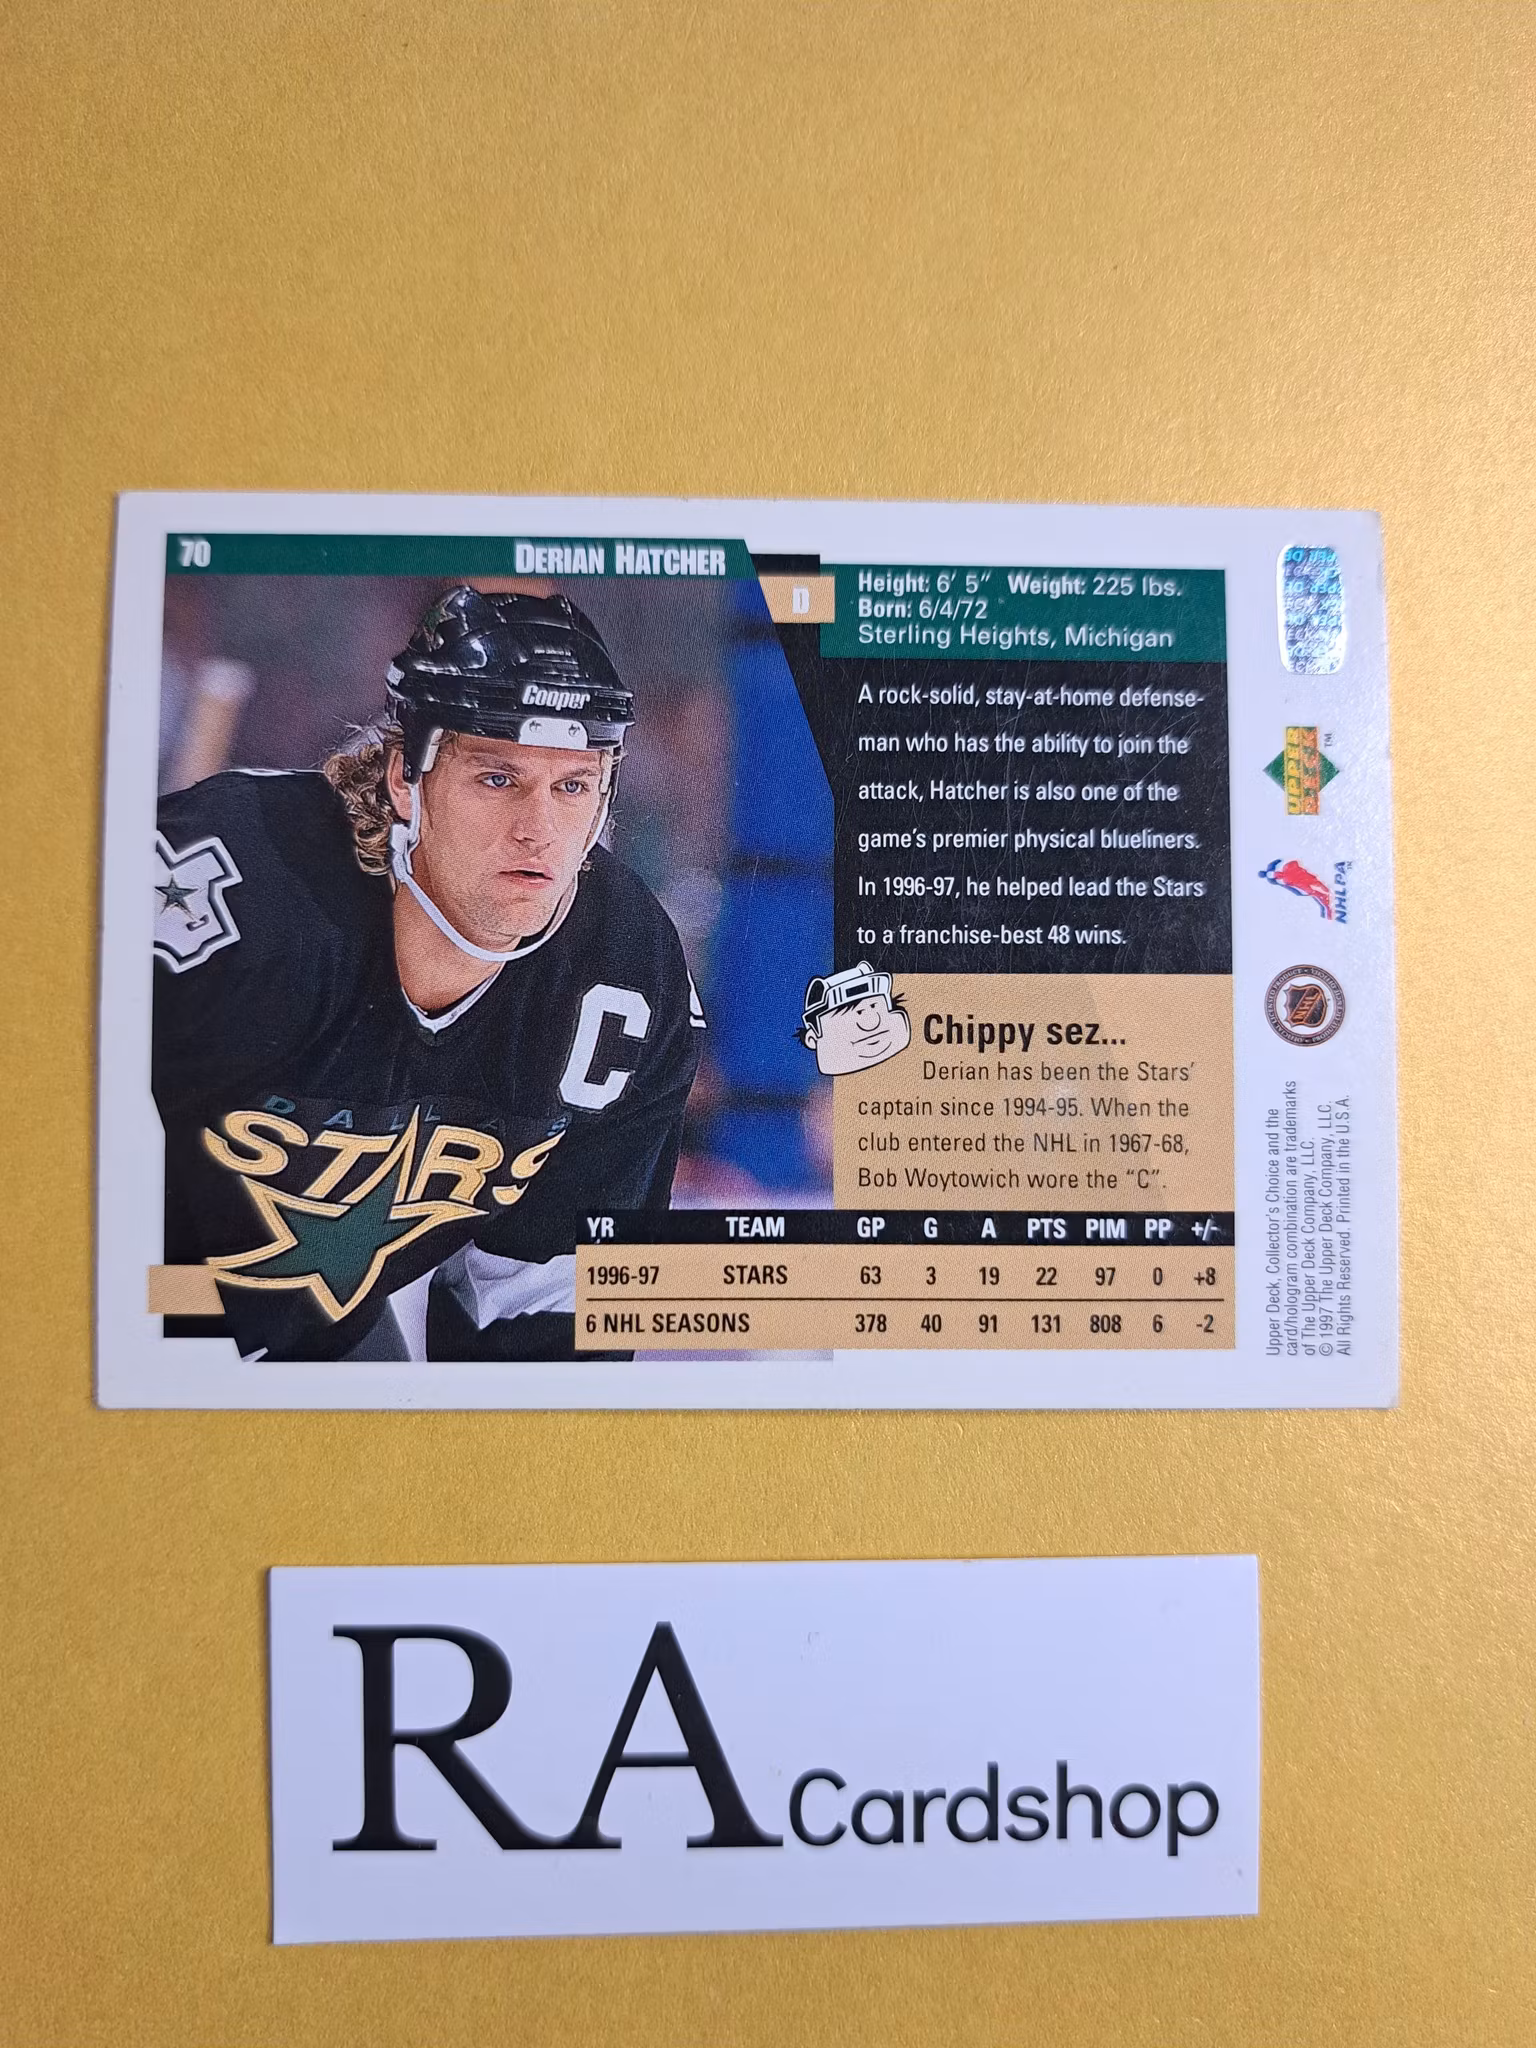 70
DERIAN HATCHER
D
Height: 6' 5" Weight: 225 lbs.
Born: 6/4/72
Sterling Heights, Michigan
A rock-solid, stay-at-home defense-
man who has the ability to join the
attack, Hatcher is also one of the
game's premier physical blueliners.
In 1996-97, he helped lead the Stars
to a franchise-best 48 wins.
Chippy sez...
Derian has been the Stars'
captain since 1994-95. When the
club entered the NHL in 1967-68,
Bob Woytowich wore the "C".
YR TEAM GP G A PTS PIM PP +/-
1996-97 STARS 63 3 19 22 97 0 +8
6 NHL SEASONS 378 40 91 131 808 6 -2
Cooper
C
DALLAS
STARS
UPPER DECK TM
NHLPA
NHL
Upper Deck, Collector's Choice and the
card/hologram combination are trademarks
of The Upper Deck Company, LLC.
© 1997 The Upper Deck Company, LLC.
All Rights Reserved. Printed in the U.S.A.
RA Cardshop